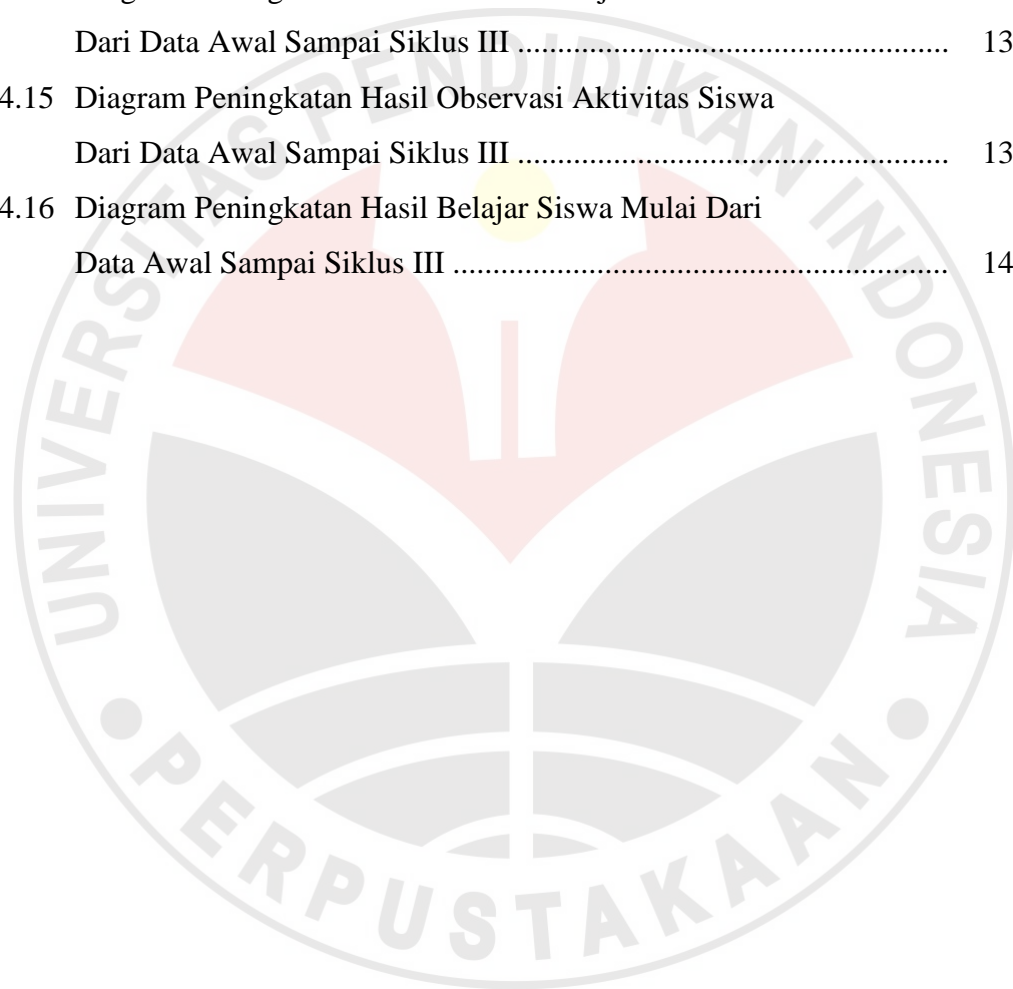 Dari Data Awal Sampai Siklus III ..................................................... 13
4.15 Diagram Peningkatan Hasil Observasi Aktivitas Siswa
Dari Data Awal Sampai Siklus III ..................................................... 13
4.16 Diagram Peningkatan Hasil Belajar Siswa Mulai Dari
Data Awal Sampai Siklus III ............................................................. 14
UNIVERSITAS PENDIDIKAN INDONESIA
PERPUSTAKAAN